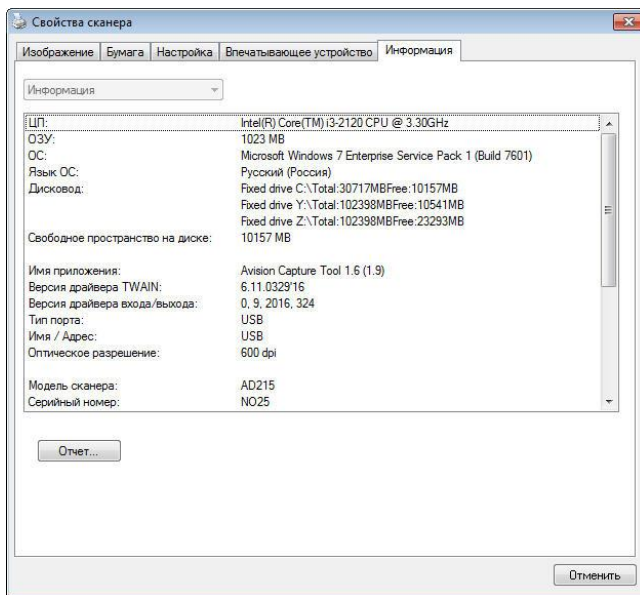 Свойства сканера
Изображение Бумага Настройка Впечатывающее устройство Информация
Информация
ЦП: Intel(R) Core(TM) i3-2120 CPU @ 3.30GHz
ОЗУ: 1023 MB
ОС: Microsoft Windows 7 Enterprise Service Pack 1 (Build 7601)
Язык ОС: Русский (Россия)
Дисковод: Fixed drive C:\Total:30717MBFree:10157MB
Fixed drive Y:\Total:102398MBFree:10541MB
Fixed drive Z:\Total:102398MBFree:23293MB
Свободное пространство на диске: 10157 MB
Имя приложения: Avision Capture Tool 1.6 (1.9)
Версия драйвера TWAIN: 6.11.0329'16
Версия драйвера входа/выхода: 0, 9, 2016, 324
Тип порта: USB
Имя / Адрес: USB
Оптическое разрешение: 600 dpi
Модель сканера: AD215
Серийный номер: NO25
Отчет...
Отменить